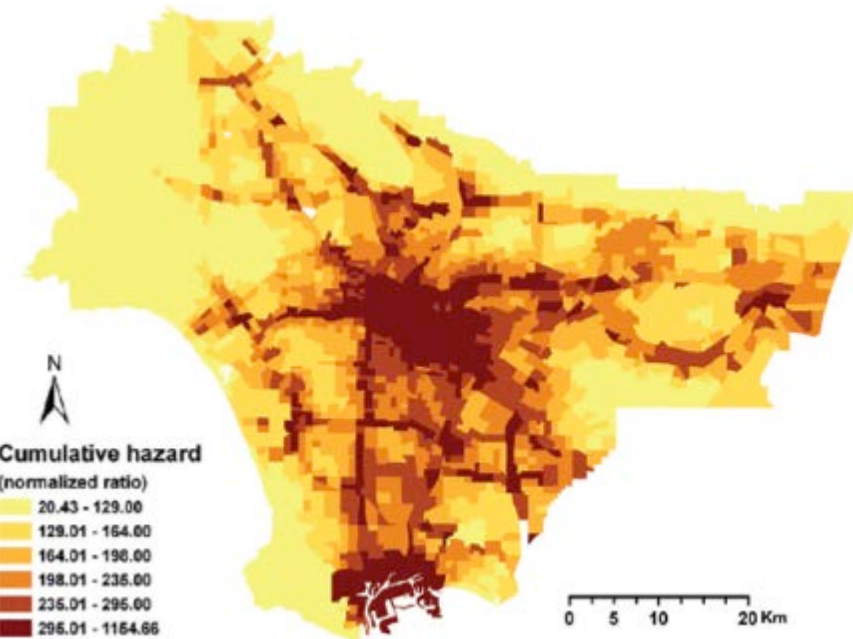 N
Cumulative hazard
(normalized ratio)
20.43 - 129.00
129.01 - 164.00
164.01 - 198.00
198.01 - 235.00
235.01 - 295.00
295.01 - 1154.66
0 5 10 20 Km